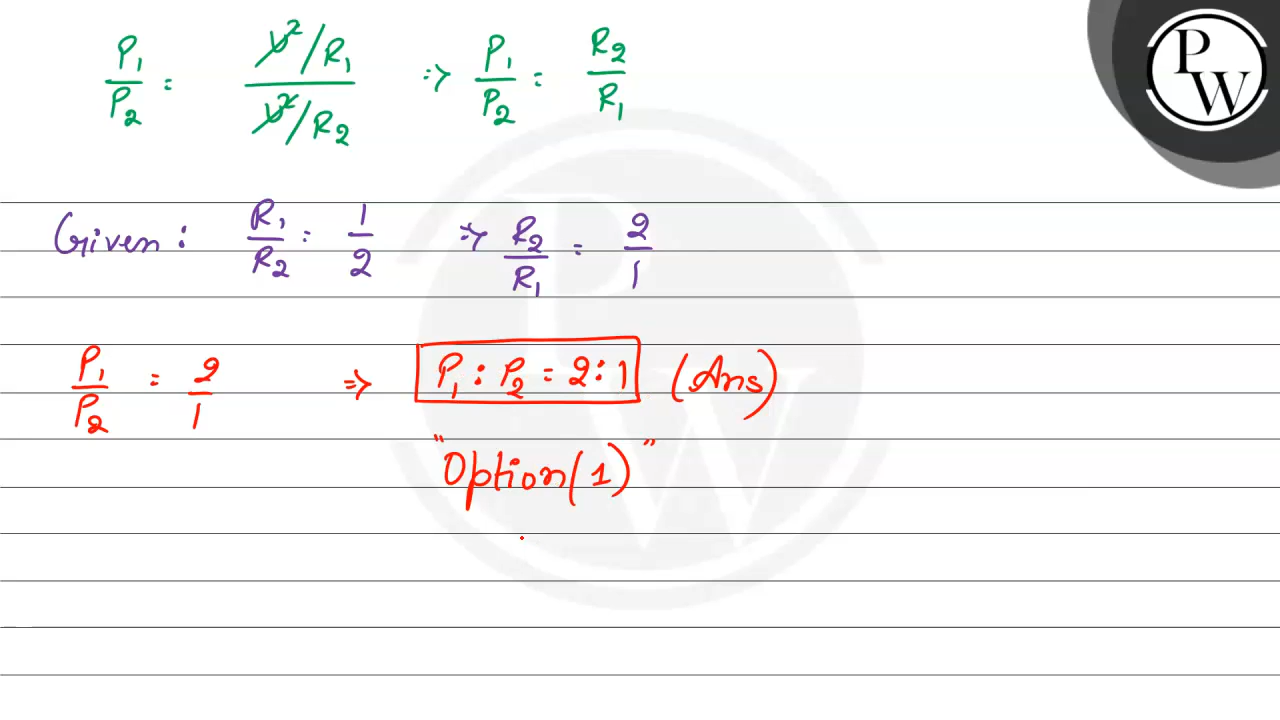 P₁/P₂ = (V²/R₁)/(V²/R₂) ⇒ P₁/P₂ = R₂/R₁
Given: R₁/R₂ = 1/2 ⇒ R₂/R₁ = 2/1
P₁/P₂ = 2/1 ⇒ P₁ : P₂ = 2 : 1 (Ans)
"Option(1)"
PW
PW